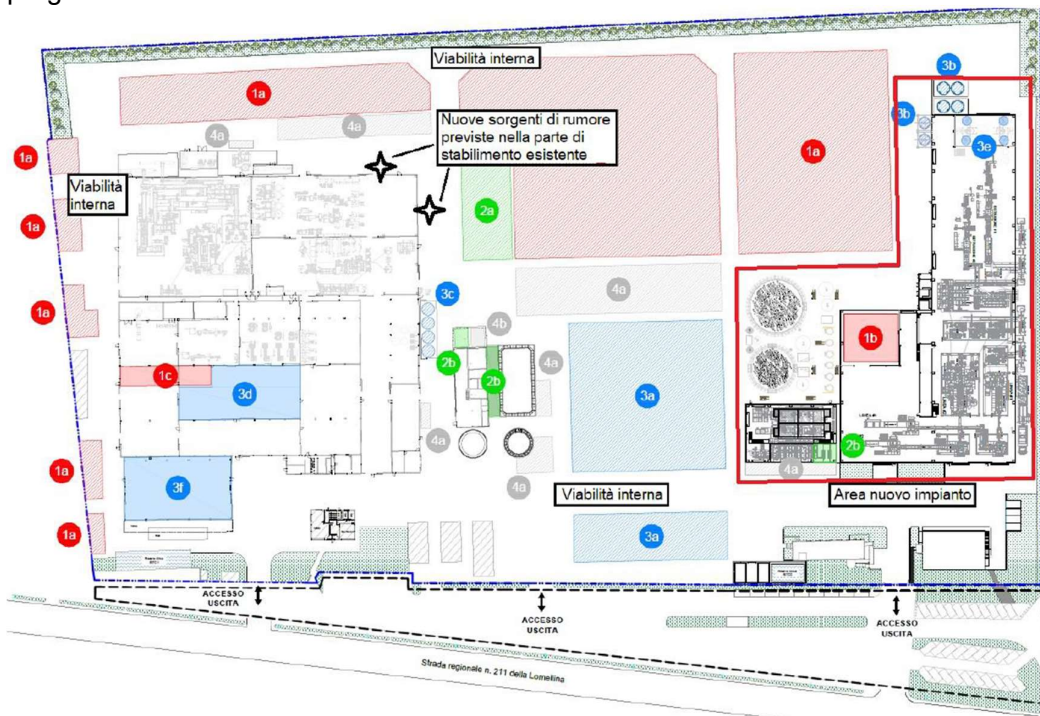 Viabilità interna
3b
1a
4a
4a
3b
Nuove sorgenti di rumore
previste nella parte di
stabilimento esistente
1a
3e
1a
Viabilità
interna
1a
2a
4a
3c
1a
4b
1b
2b
2b
4a
1c
3d
4a
3a
2b
4a
1a
3f
4a
Viabilità interna
Area nuovo impianto
1a
3a
ACCESSO
USCITA
ACCESSO
USCITA
ACCESSO
USCITA
Strada regionale n. 211 della Lomellina